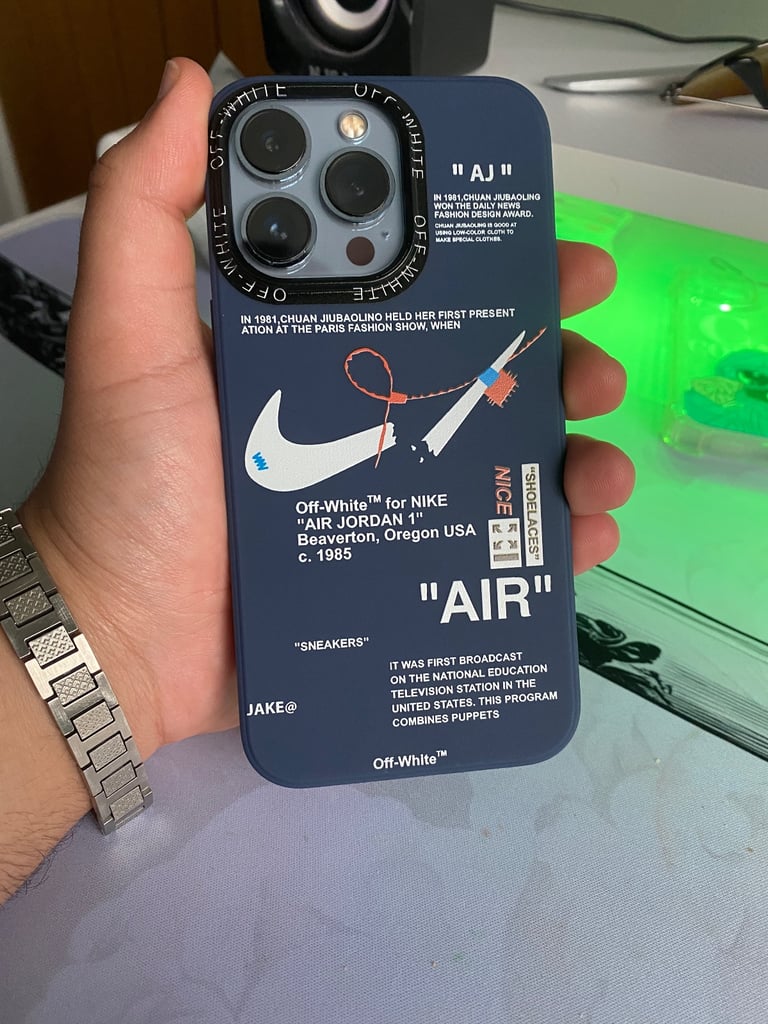 OFF-WHITE
OFF-WHITE
OFF-WHITE
OFF-WHITE
"AJ"
IN 1981,CHUAN JIUBAOLING
WON THE DAILY NEWS
FASHION DESIGN AWARD.
CHUAN JIUBAOLING IS GOOD AT
USING LOW-COLOR CLOTH TO
MAKE SPECIAL CLOTHES.
IN 1981,CHUAN JIUBAOLINO HELD HER FIRST PRESENT
ATION AT THE PARIS FASHION SHOW, WHEN
Off-White™ for NIKE
"AIR JORDAN 1"
Beaverton, Oregon USA
c. 1985
NICE
"SHOELACES"
"AIR"
"SNEAKERS"
IT WAS FIRST BROADCAST
ON THE NATIONAL EDUCATION
TELEVISION STATION IN THE
UNITED STATES. THIS PROGRAM
COMBINES PUPPETS
JAKE@
Off-White™